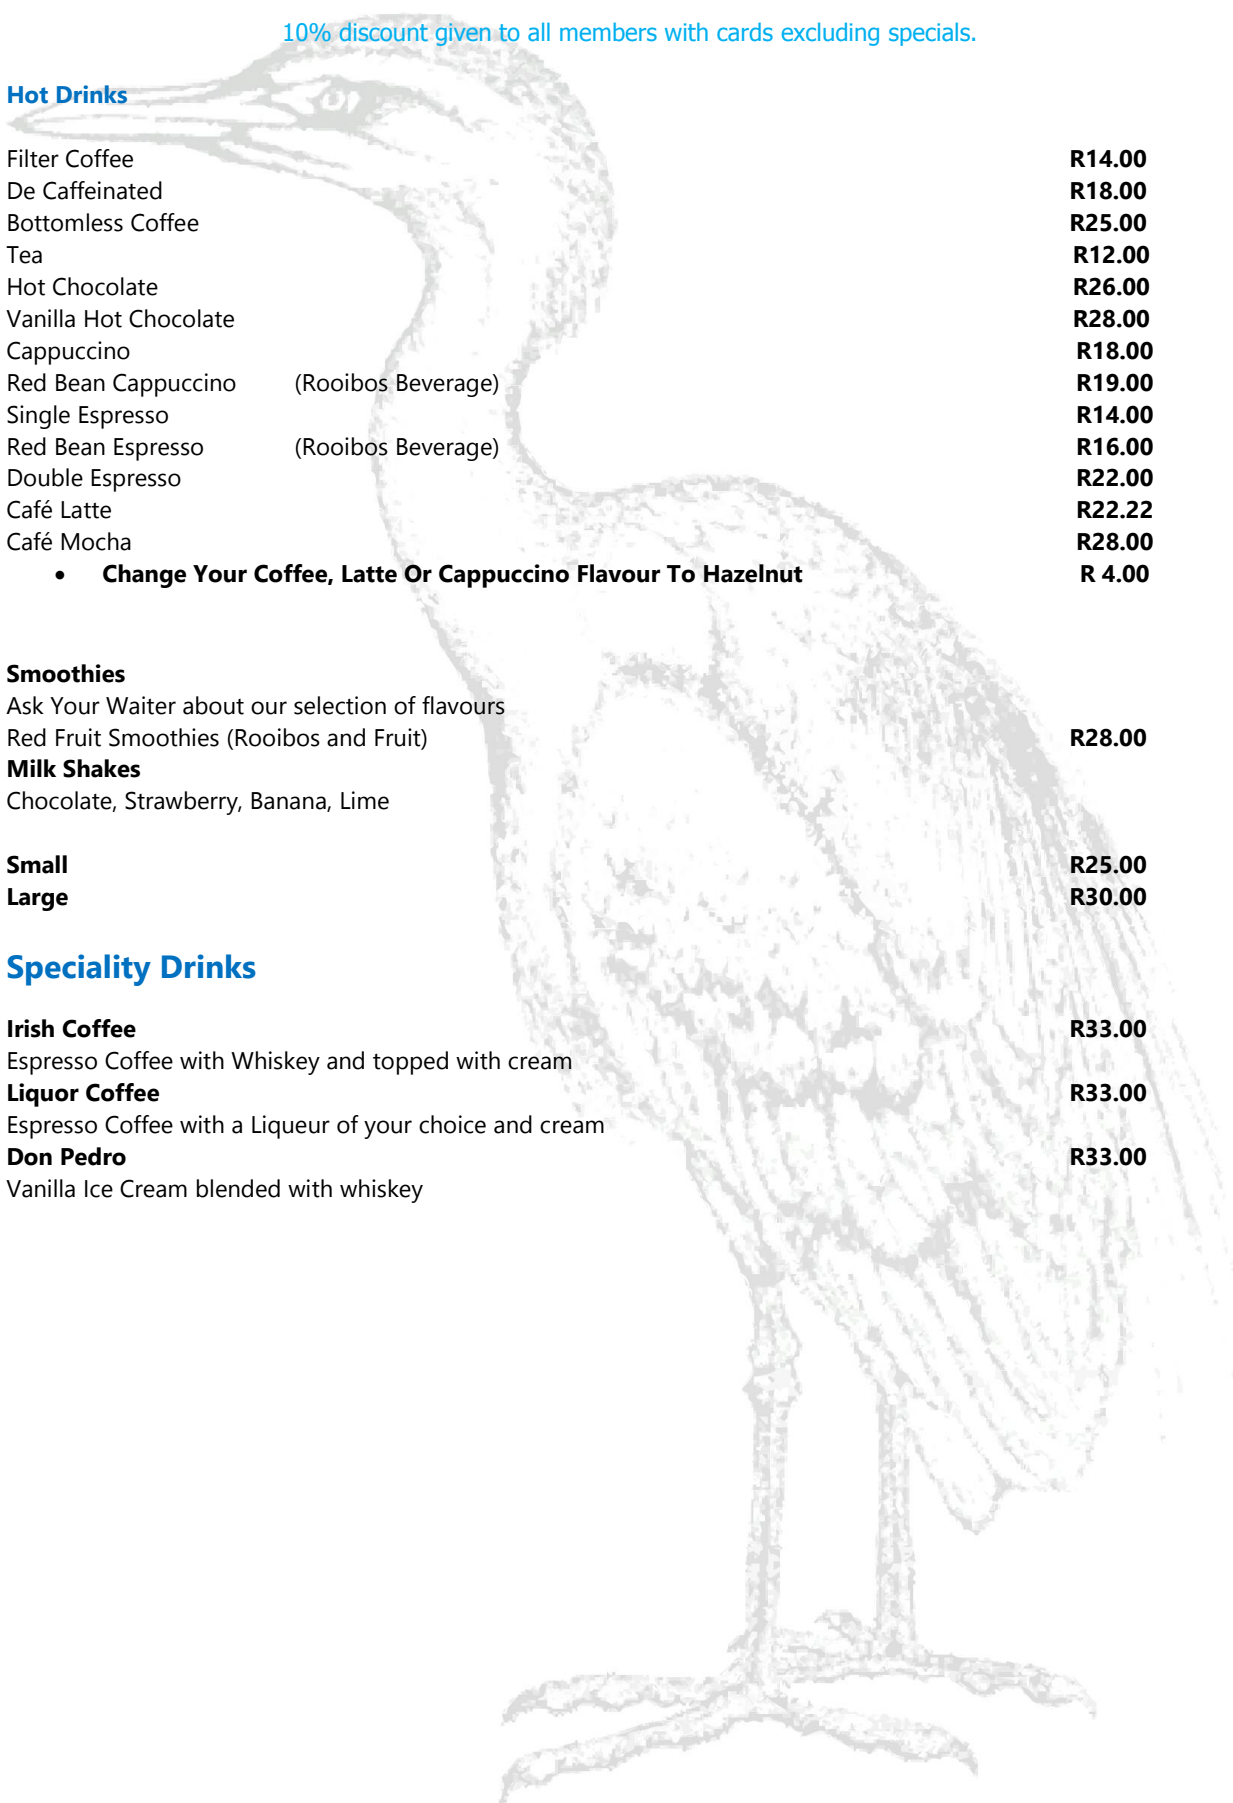 10% discount given to all members with cards excluding specials.
Hot Drinks
Filter Coffee R14.00
De Caffeinated R18.00
Bottomless Coffee R25.00
Tea R12.00
Hot Chocolate R26.00
Vanilla Hot Chocolate R28.00
Cappuccino R18.00
Red Bean Cappuccino (Rooibos Beverage) R19.00
Single Espresso R14.00
Red Bean Espresso (Rooibos Beverage) R16.00
Double Espresso R22.00
Café Latte R22.22
Café Mocha R28.00
• Change Your Coffee, Latte Or Cappuccino Flavour To Hazelnut R 4.00
Smoothies
Ask Your Waiter about our selection of flavours
Red Fruit Smoothies (Rooibos and Fruit) R28.00
Milk Shakes
Chocolate, Strawberry, Banana, Lime
Small R25.00
Large R30.00
Speciality Drinks
Irish Coffee R33.00
Espresso Coffee with Whiskey and topped with cream
Liquor Coffee R33.00
Espresso Coffee with a Liqueur of your choice and cream
Don Pedro R33.00
Vanilla Ice Cream blended with whiskey